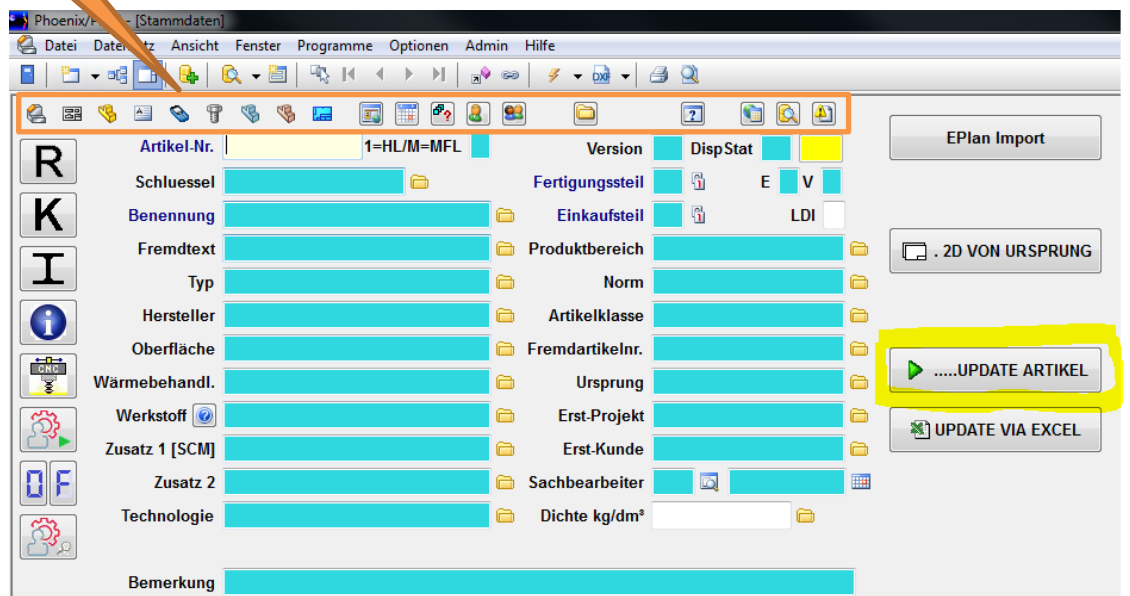 Phoenix/ - [Stammdaten]
Datei Ansicht Fenster Programme Optionen Admin Hilfe
DXF
EPlan Import
R Artikel-Nr. 1=HL/M=MFL Version DispStat
Schluessel Fertigungssteil E V
K Benennung Einkaufsteil LDI
Fremdtext Produktbereich . 2D VON URSPRUNG
I Typ Norm
Hersteller Artikelklasse
Oberfläche Fremdartikelnr.
CNC Wärmebehandl. Ursprung .....UPDATE ARTIKEL
Werkstoff Erst-Projekt
Zusatz 1 [SCM] Erst-Kunde UPDATE VIA EXCEL
0F Zusatz 2 Sachbearbeiter
Technologie Dichte kg/dm³
Bemerkung